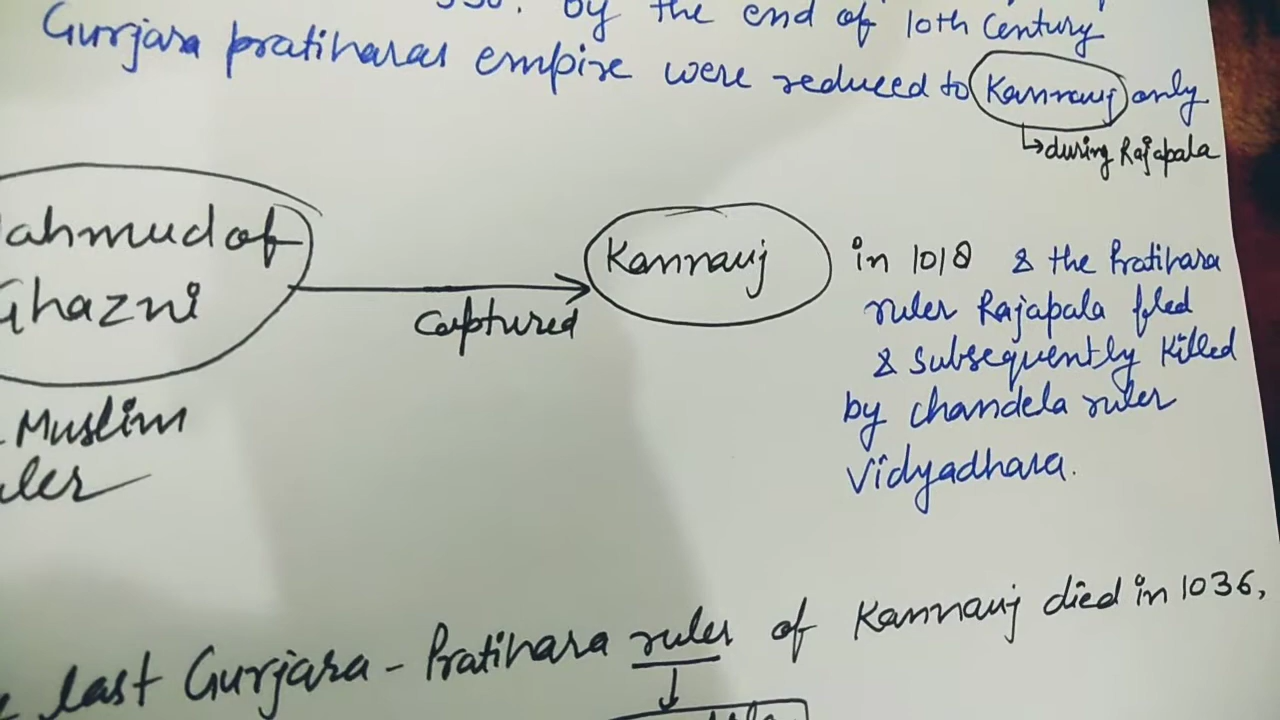 by the end of 10th Century
Gurjara pratiharas empire were reduced to Kannauj only
↳ during Rajapala
ahmud of
Ghazni
Captured
Kannauj
in 1018 & the Pratihara
ruler Rajapala fled
& subsequently killed
by chandela ruler
Vidyadhara.
Muslim
uler
last Gurjara - Pratihara ruler of Kannauj died in 1036,